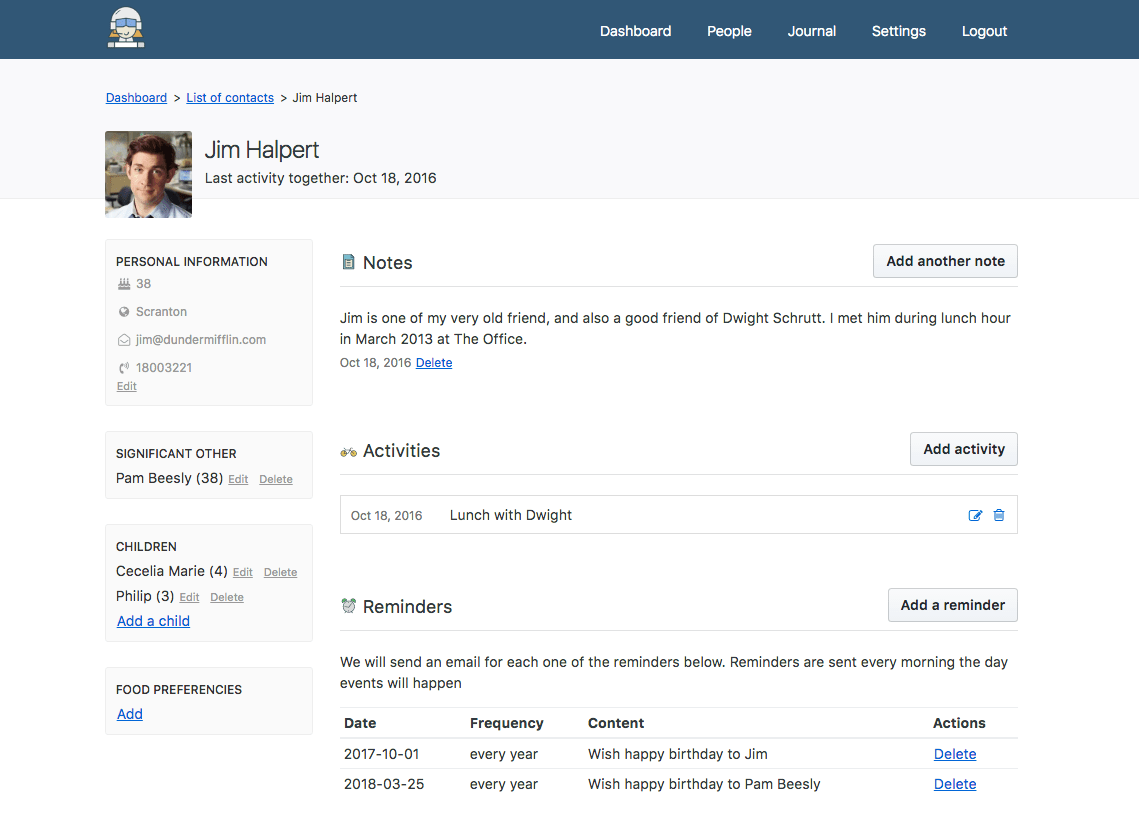 Dashboard People Journal Settings Logout
Dashboard > List of contacts > Jim Halpert
Jim Halpert
Last activity together: Oct 18, 2016
PERSONAL INFORMATION
38
Scranton
jim@dundermifflin.com
18003221
Edit
SIGNIFICANT OTHER
Pam Beesly (38) Edit Delete
CHILDREN
Cecelia Marie (4) Edit Delete
Philip (3) Edit Delete
Add a child
FOOD PREFERENCIES
Add
Notes Add another note
Jim is one of my very old friend, and also a good friend of Dwight Schrutt. I met him during lunch hour
in March 2013 at The Office.
Oct 18, 2016 Delete
Activities Add activity
Oct 18, 2016 Lunch with Dwight
Reminders Add a reminder
We will send an email for each one of the reminders below. Reminders are sent every morning the day
events will happen
Date Frequency Content Actions
2017-10-01 every year Wish happy birthday to Jim Delete
2018-03-25 every year Wish happy birthday to Pam Beesly Delete